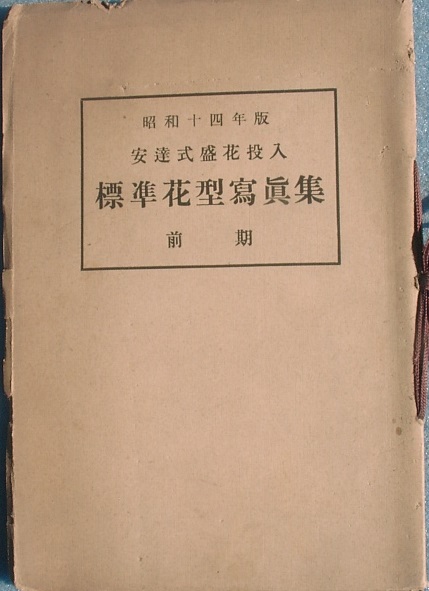 昭和十四年版
安達式盛花投入
標準花型寫眞集
前期